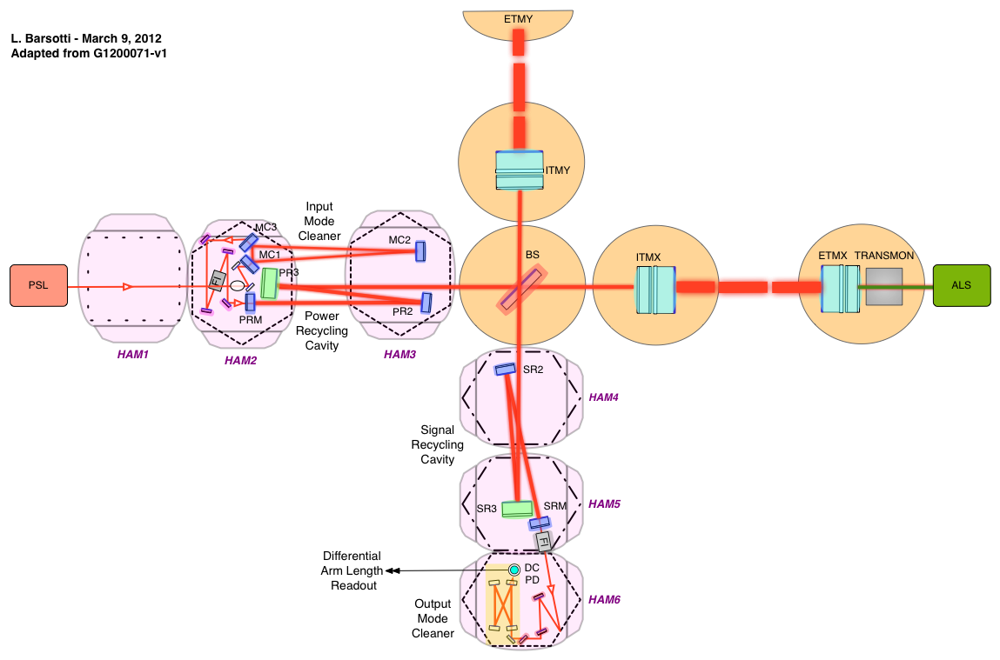 L. Barsotti - March 9, 2012
Adapted from G1200071-v1
ETMY
ITMY
Input
Mode
Cleaner
MC3
MC1
MC2
PSL
FI
PR3
PRM
PR2
Power
Recycling
Cavity
HAM1
HAM2
HAM3
BS
ITMX
ETMX
TRANSMON
ALS
SR2
HAM4
Signal
Recycling
Cavity
SR3
SRM
HAM5
FI
Differential
Arm Length
Readout
DC
PD
HAM6
Output
Mode
Cleaner